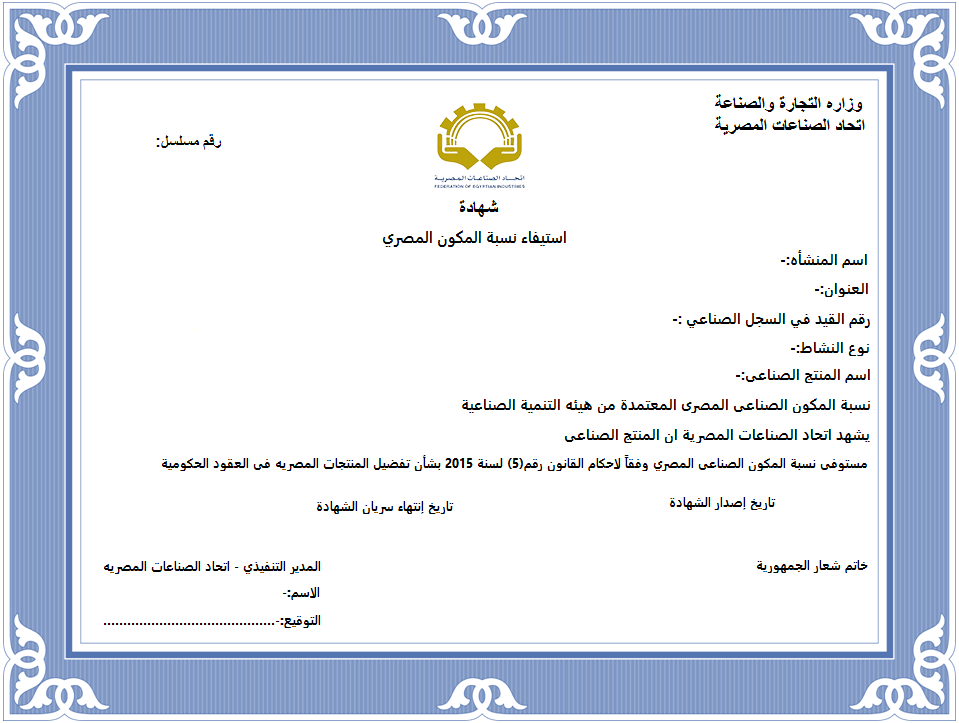 وزاره التجارة والصناعة
اتحاد الصناعات المصرية
رقم مسلسل:
اتحـاد الصناعـات المصـرية
FEDERATION OF EGYPTIAN INDUSTRIES
شهادة
استيفاء نسبة المكون المصري
اسم المنشأه:-
العنوان:-
رقم القيد في السجل الصناعي :-
نوع النشاط:-
اسم المنتج الصناعى:-
نسبة المكون الصناعى المصرى المعتمدة من هيئه التنمية الصناعية
يشهد اتحاد الصناعات المصرية ان المنتج الصناعى
مستوفى نسبة المكون الصناعى المصري وفقاً لاحكام القانون رقم(5) لسنة 2015 بشأن تفضيل المنتجات المصريه فى العقود الحكومية
تاريخ إصدار الشهادة
تاريخ إنتهاء سريان الشهادة
خاتم شعار الجمهورية
المدير التنفيذي - اتحاد الصناعات المصريه
الاسم:-
التوقيع:-...........................................